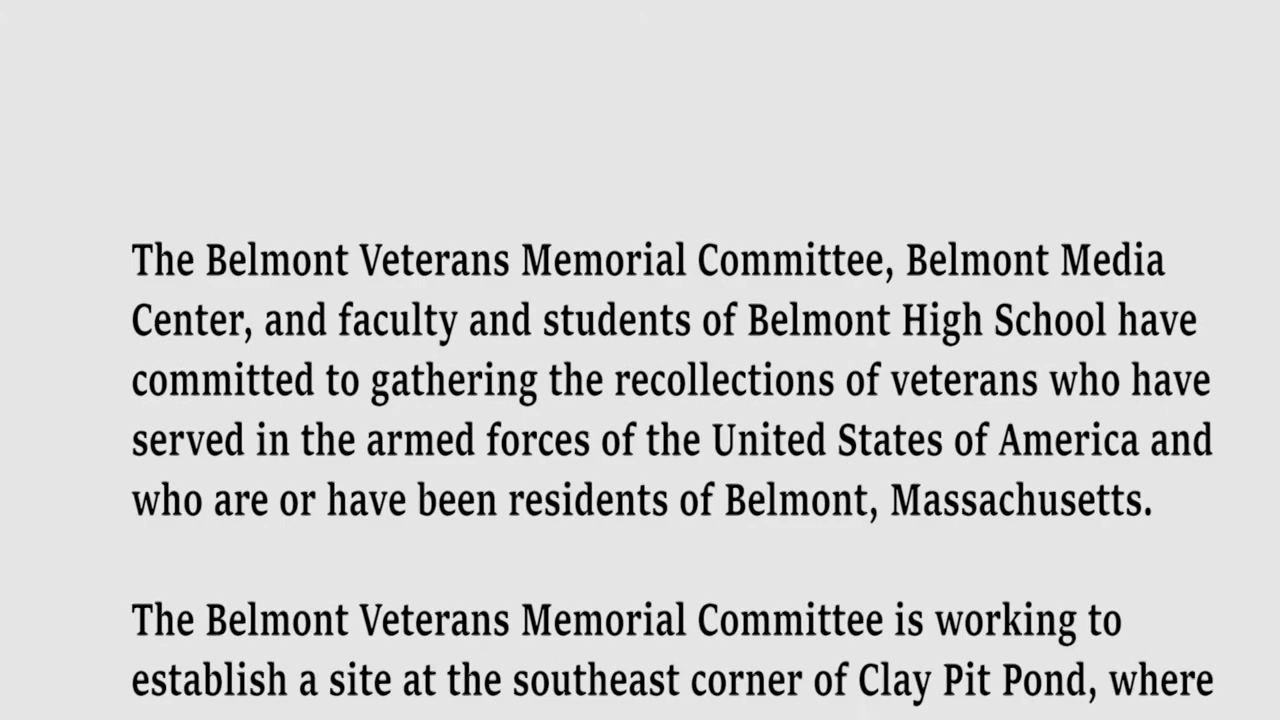 The Belmont Veterans Memorial Committee, Belmont Media
Center, and faculty and students of Belmont High School have
committed to gathering the recollections of veterans who have
served in the armed forces of the United States of America and
who are or have been residents of Belmont, Massachusetts.
The Belmont Veterans Memorial Committee is working to
establish a site at the southeast corner of Clay Pit Pond, where